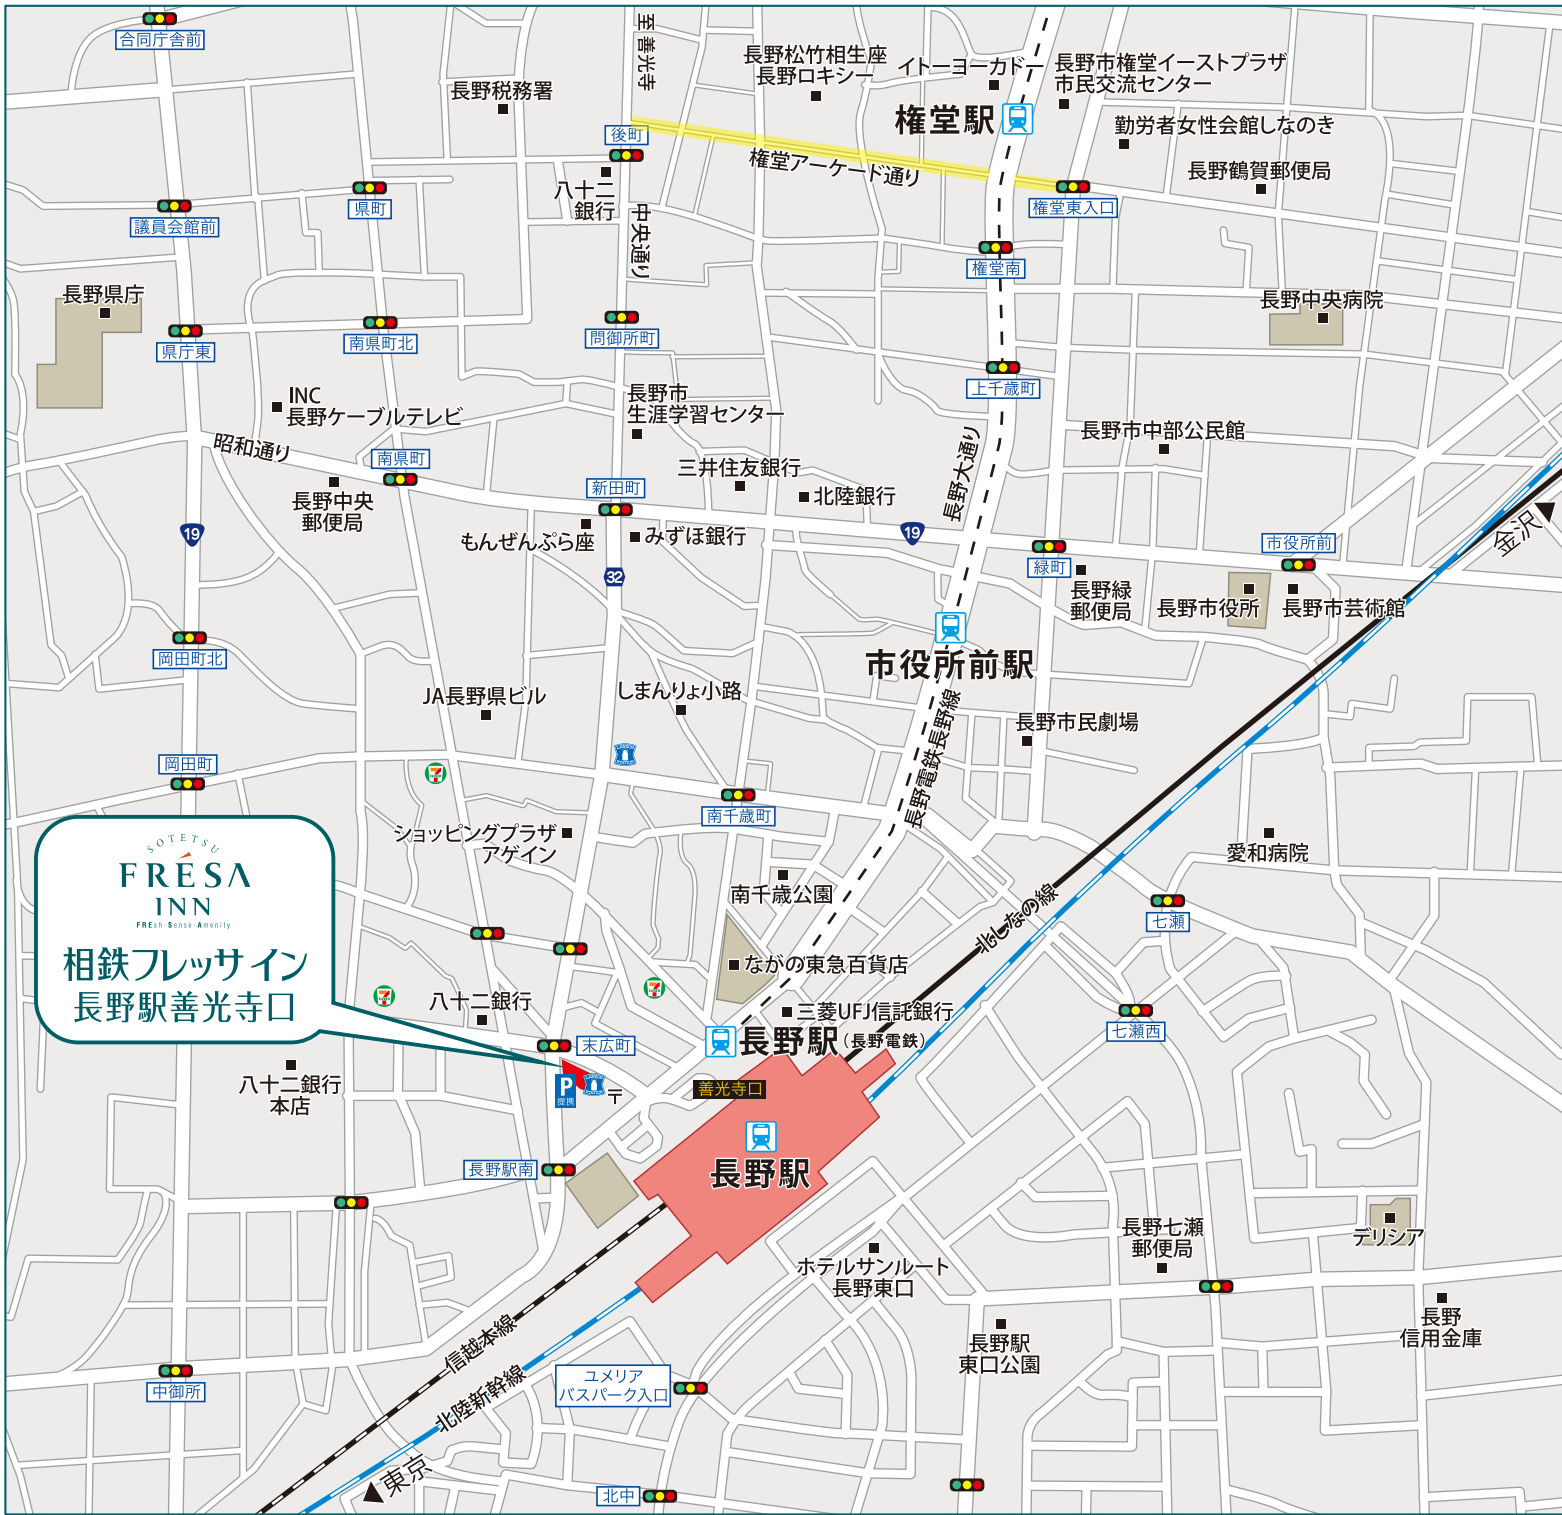 合同庁舎前
至 善光寺
長野松竹相生座
長野ロキシー
イトーヨーカドー
長野市権堂イーストプラザ
市民交流センター
長野税務署
権堂駅
後町
勤労者女性会館しなのき
権堂アーケード通り
長野鶴賀郵便局
八十二
銀行
県町
議員会館前
権堂東入口
中央通り
権堂南
長野県庁
長野中央病院
問御所町
南県町北
県庁東
上千歳町
INC
長野ケーブルテレビ
長野市
生涯学習センター
昭和通り
南県町
長野市中部公民館
三井住友銀行
長野大通り
新田町
北陸銀行
長野中央
郵便局
19
もんぜんぷら座
みずほ銀行
19
金沢
市役所前
緑町
32
長野緑
郵便局
長野市役所
長野市芸術館
岡田町北
市役所前駅
JA長野県ビル
しまんりょ小路
長野電鉄長野線
長野市民劇場
岡田町
南千歳町
ショッピングプラザ
アゲイン
愛和病院
SOTETSU
FRÉSA
INN
FREsh・Sense・Amenity
相鉄フレッサイン
長野駅善光寺口
南千歳公園
北しなの線
七瀬
ながの東急百貨店
八十二銀行
三菱UFJ信託銀行
長野駅(長野電鉄)
七瀬西
末広町
八十二銀行
本店
P
提携
〒
善光寺口
長野駅
長野駅南
長野七瀬
郵便局
デリシア
ホテルサンルート
長野東口
長野
信用金庫
長野駅
東口公園
信越本線
北陸新幹線
ユメリア
バスパーク入口
中御所
東京
北中